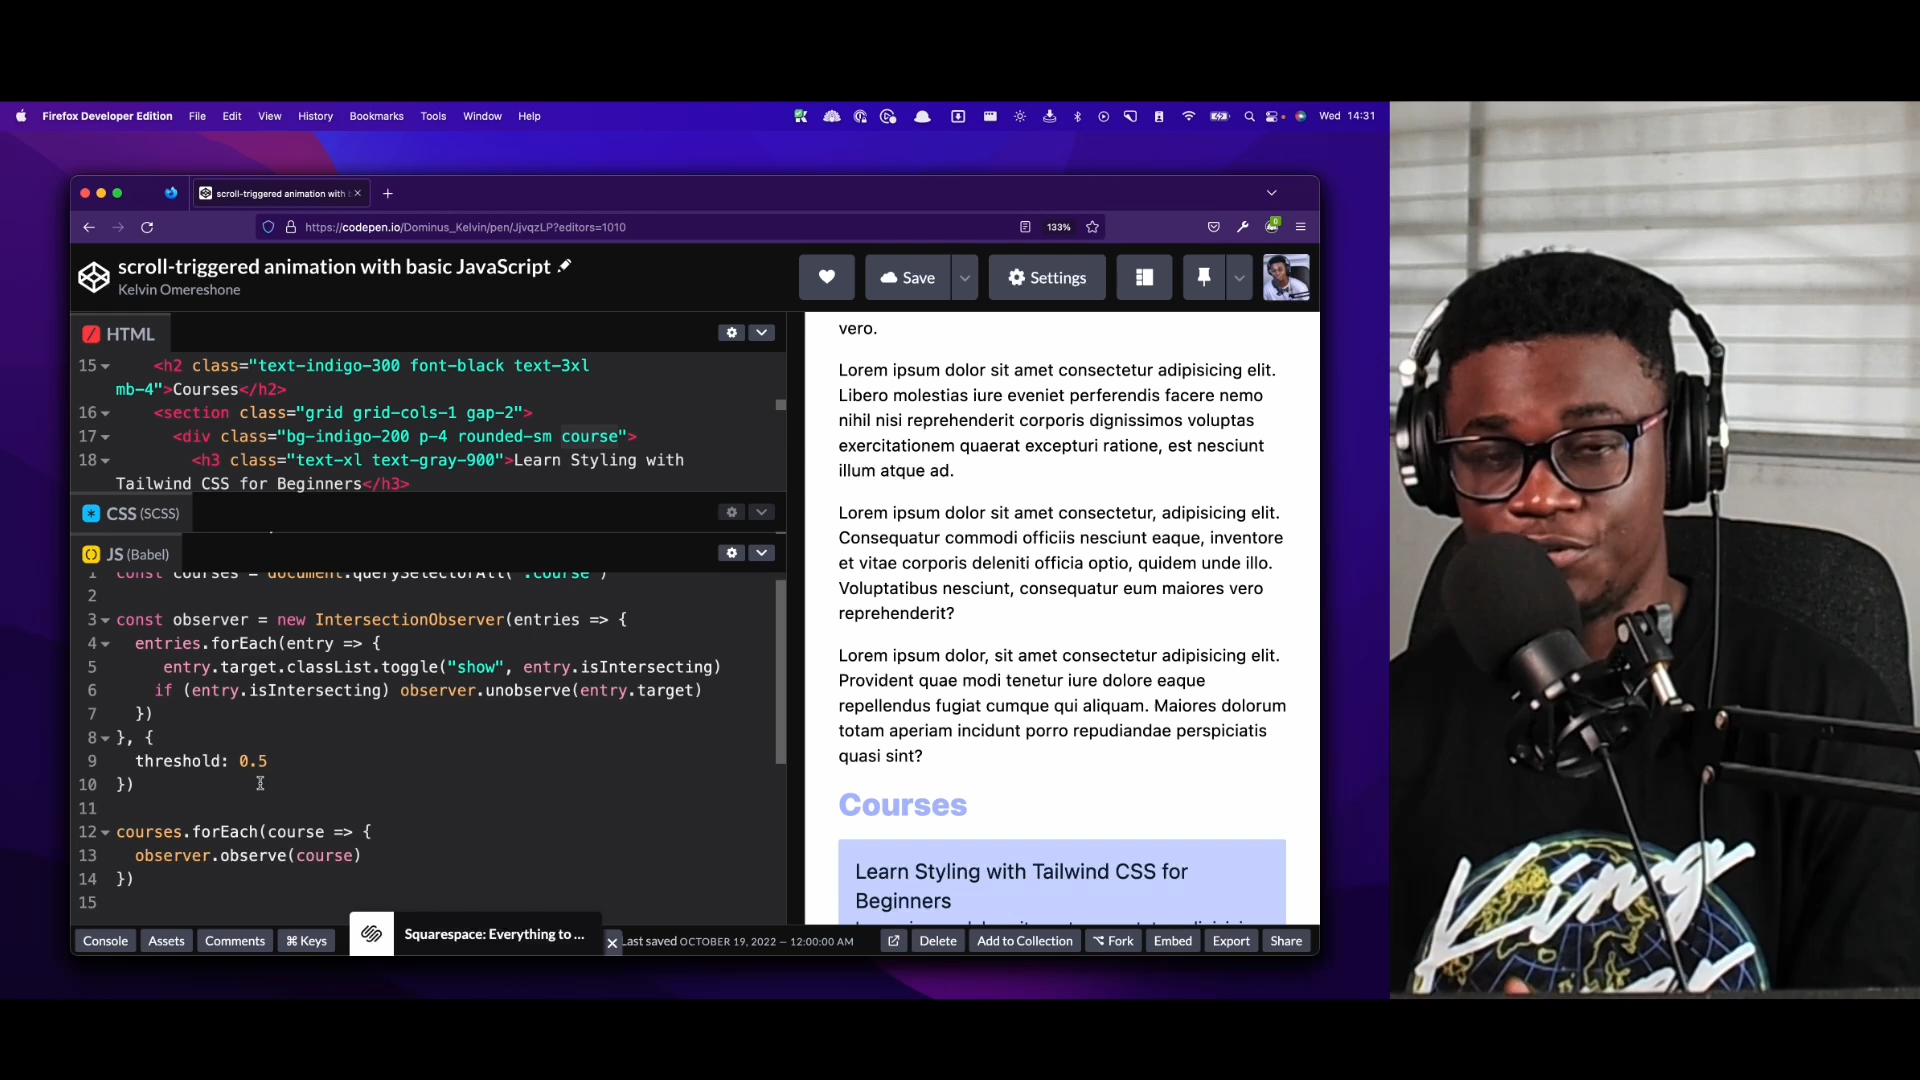 Firefox Developer Edition File Edit View History Bookmarks Tools Window Help Wed 14:31
scroll-triggered animation with
https://codepen.io/Dominus_Kelvin/pen/JjvqzLP?editors=1010 133%
scroll-triggered animation with basic JavaScript
Kelvin Omereshone
Save Settings
HTML
15 <h2 class="text-indigo-300 font-black text-3xl
mb-4">Courses</h2>
16 <section class="grid grid-cols-1 gap-2">
17 <div class="bg-indigo-200 p-4 rounded-sm course">
18 <h3 class="text-xl text-gray-900">Learn Styling with
Tailwind CSS for Beginners</h3>
CSS (SCSS)
JS (Babel)
1 const courses = document.querySelectorAll(".course")
2
3 const observer = new IntersectionObserver(entries => {
4 entries.forEach(entry => {
5 entry.target.classList.toggle("show", entry.isIntersecting)
6 if (entry.isIntersecting) observer.unobserve(entry.target)
7 })
8 }, {
9 threshold: 0.5
10 })
11
12 courses.forEach(course => {
13 observer.observe(course)
14 })
15
vero.
Lorem ipsum dolor sit amet consectetur adipisicing elit.
Libero molestias iure eveniet perferendis facere nemo
nihil nisi reprehenderit corporis dignissimos voluptas
exercitationem quaerat excepturi ratione, est nesciunt
illum atque ad.
Lorem ipsum dolor sit amet consectetur, adipisicing elit.
Consequatur commodi officiis nesciunt eaque, inventore
et vitae corporis deleniti officia optio, quidem unde illo.
Voluptatibus nesciunt, consequatur eum maiores vero
reprehenderit?
Lorem ipsum dolor, sit amet consectetur adipisicing elit.
Provident quae modi tenetur iure dolore eaque
repellendus fugiat cumque qui aliquam. Maiores dolorum
totam aperiam incidunt porro repudiandae perspiciatis
quasi sint?
Courses
Learn Styling with Tailwind CSS for
Beginners
Console Assets Comments ⌘ Keys Squarespace: Everything to ... Last saved OCTOBER 19, 2022 — 12:00:00 AM Delete Add to Collection Fork Embed Export Share